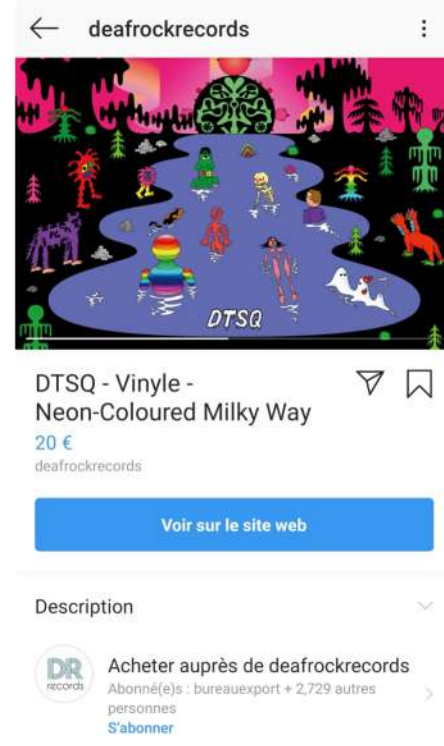 deafrockrecords
DTSQ
DTSQ - Vinyle -
Neon-Coloured Milky Way
20 €
deafrockrecords
Voir sur le site web
Description
DR
records
Acheter auprès de deafrockrecords
Abonné(e)s : bureauexport + 2,729 autres
personnes
S'abonner